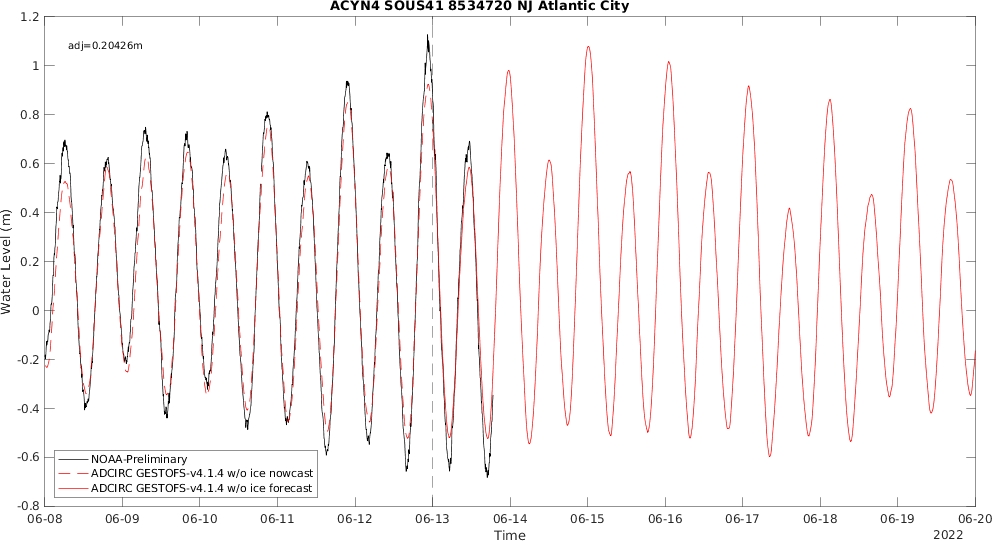 ACYN4 SOUS41 8534720 NJ Atlantic City
adj=0.20426m
1.2
1
0.8
0.6
0.4
0.2
0
-0.2
-0.4
-0.6
-0.8
Water Level (m)
NOAA-Preliminary
ADCIRC GESTOFS-v4.1.4 w/o ice nowcast
ADCIRC GESTOFS-v4.1.4 w/o ice forecast
06-08 06-09 06-10 06-11 06-12 06-13 06-14 06-15 06-16 06-17 06-18 06-19 06-20
Time
2022